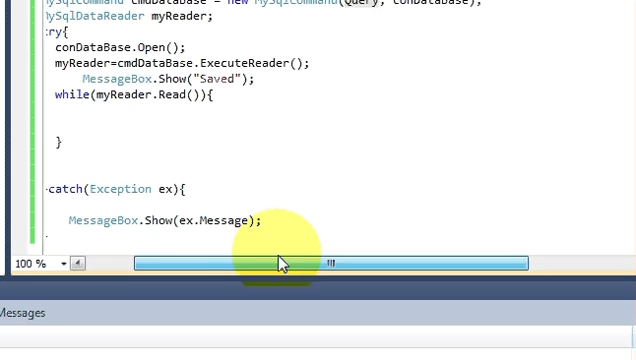 MySqlCommand cmdDataBase = new MySqlCommand(Query, conDataBase);
MySqlDataReader myReader;
try{
conDataBase.Open();
myReader=cmdDataBase.ExecuteReader();
MessageBox.Show("Saved");
while(myReader.Read()){
}
catch(Exception ex){
MessageBox.Show(ex.Message);
100 %
Messages